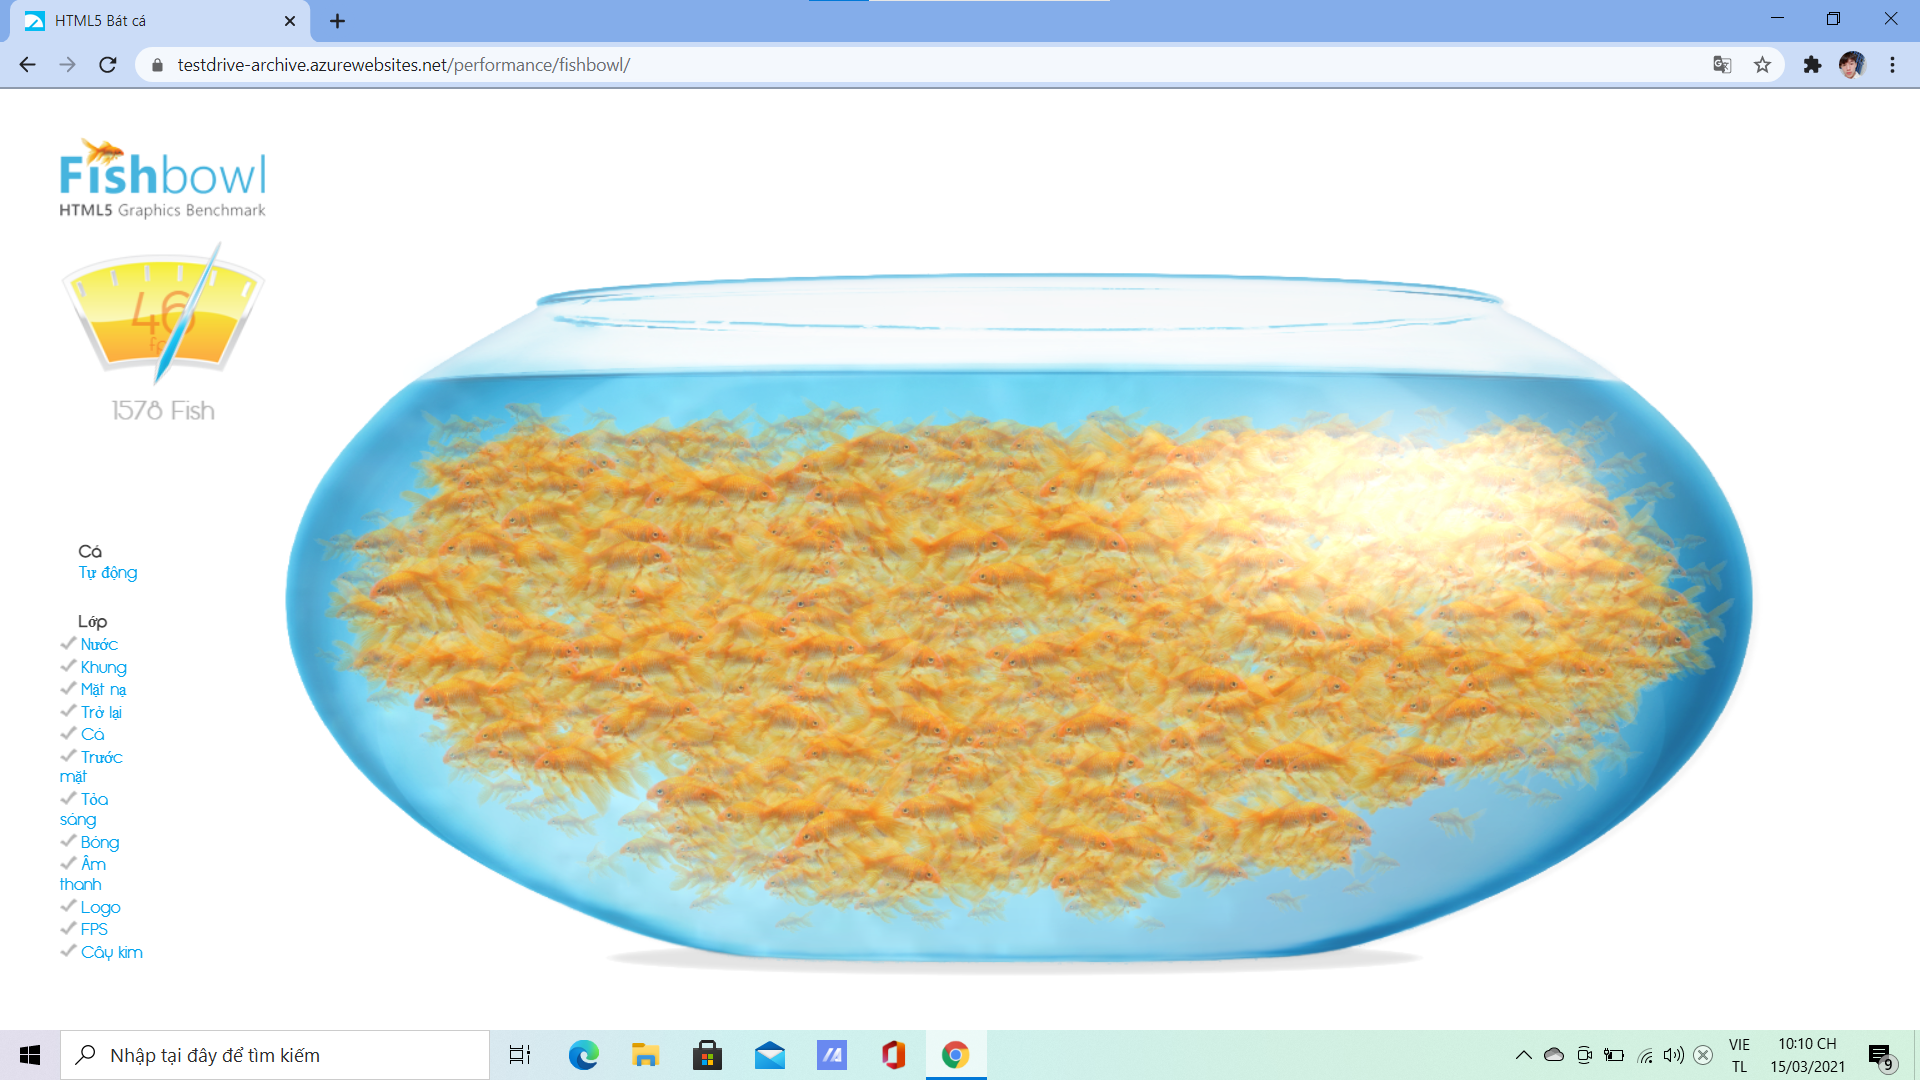 HTML5 Bát cá
testdrive-archive.azurewebsites.net/performance/fishbowl/
Fishbowl
HTML5 Graphics Benchmark
46
1578 Fish
Cá
Tự động
Lớp
Nước
Khung
Mặt nạ
Trở lại
Cá
Trước
mặt
Tỏa
sáng
Bóng
Âm
thanh
Logo
FPS
Cây kim
Nhập tại đây để tìm kiếm
VIE
TL
10:10 CH
15/03/2021
9